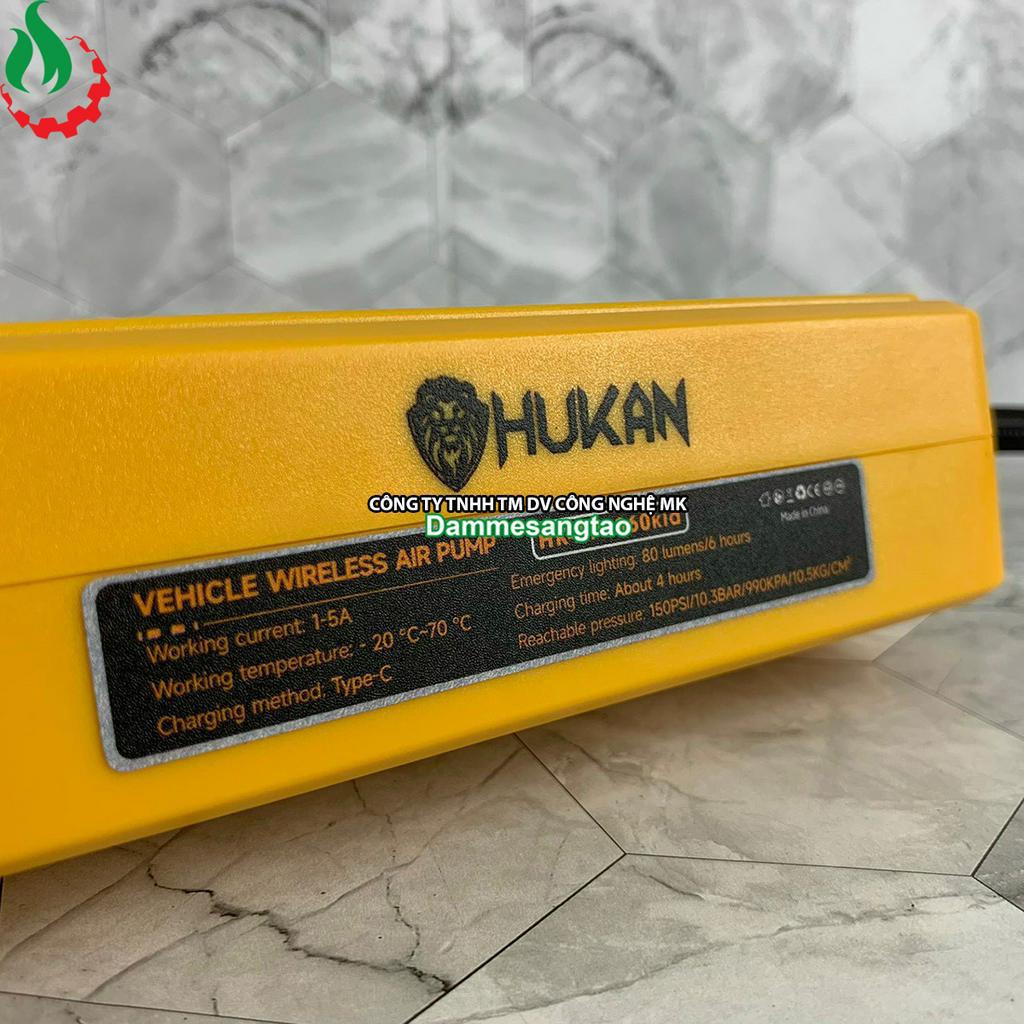 HUKAN
CÔNG TY TNHH TM DV CÔNG NGHỆ MK
Dammesangtao
VEHICLE WIRELESS AIR PUMP
Working current: 1-5A
Working temperature: - 20 °C~70 °C
Charging method: Type-C
Emergency lighting: 80 lumens/6 hours
Charging time: About 4 hours
Reachable pressure: 150PSI/10.3BAR/990KPA/10.5KG/CM²
CE
Made in China